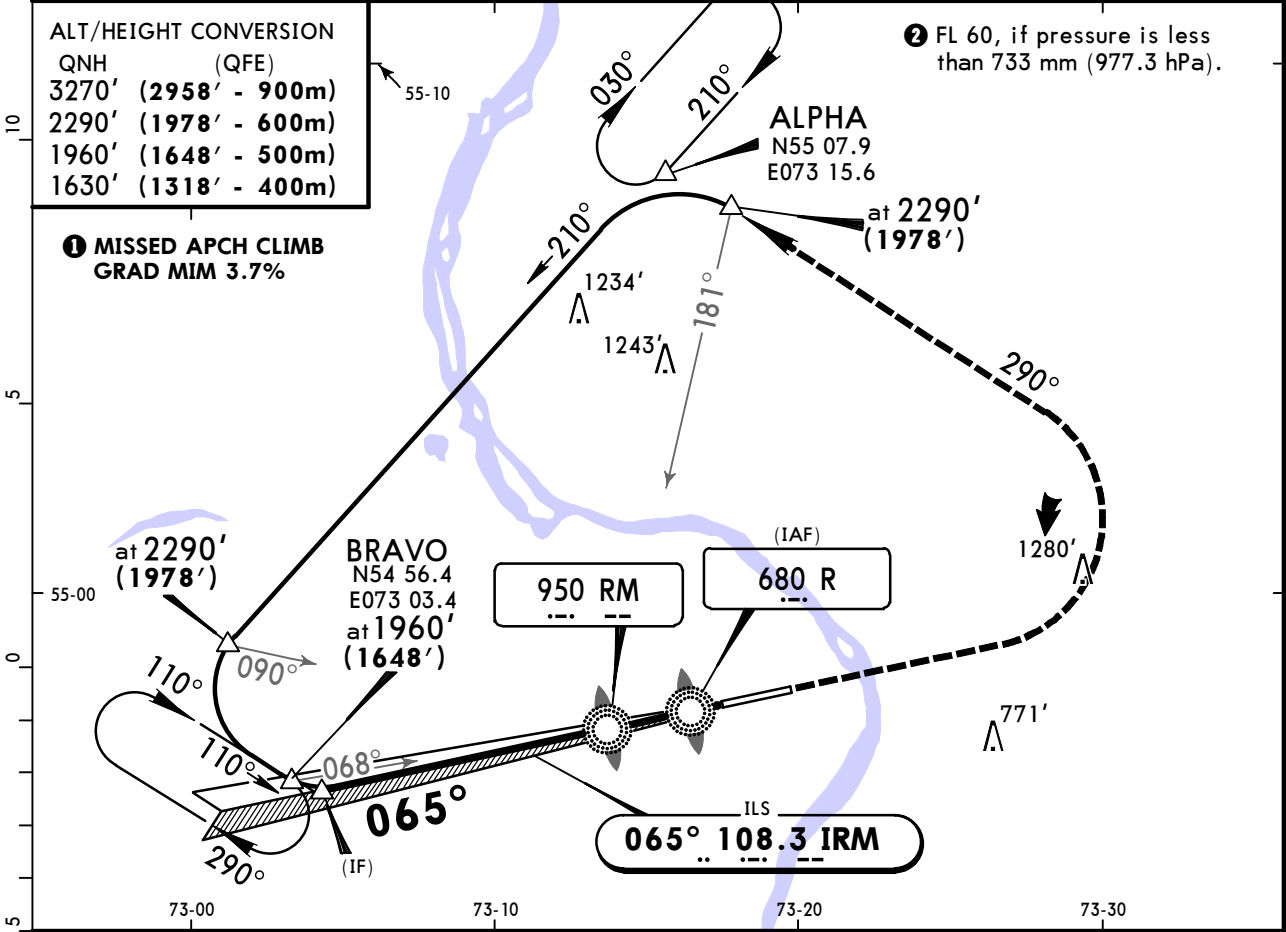 ALT/HEIGHT CONVERSION
QNH (QFE)
3270' (2958' - 900m)
2290' (1978' - 600m)
1960' (1648' - 500m)
1630' (1318' - 400m)
❶ MISSED APCH CLIMB
GRAD MIM 3.7%
55-10
❷ FL 60, if pressure is less
than 733 mm (977.3 hPa).
030°
210°
ALPHA
N55 07.9
E073 15.6
at 2290'
(1978')
210°
1234'
1243'
181°
290°
1280'
10
5
0
5
55-00
at 2290'
(1978')
BRAVO
N54 56.4
E073 03.4
at 1960'
(1648')
950 RM
(IAF)
680 R
090°
110°
110°
068°
065°
290°
(IF)
771'
ILS
065° 108.3 IRM
73-00
73-10
73-20
73-30